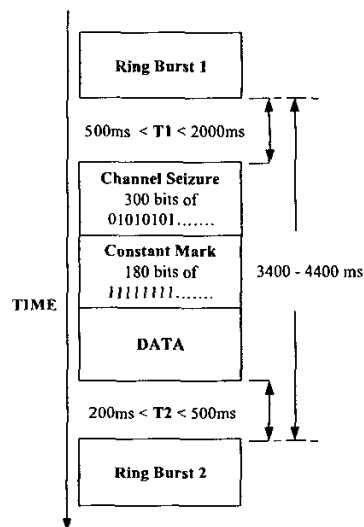 Ring Burst 1
500ms < T1 < 2000ms
Channel Seizure
300 bits of
01010101.......
Constant Mark
180 bits of
11111111.......
3400 - 4400 ms
TIME
DATA
200ms < T2 < 500ms
Ring Burst 2